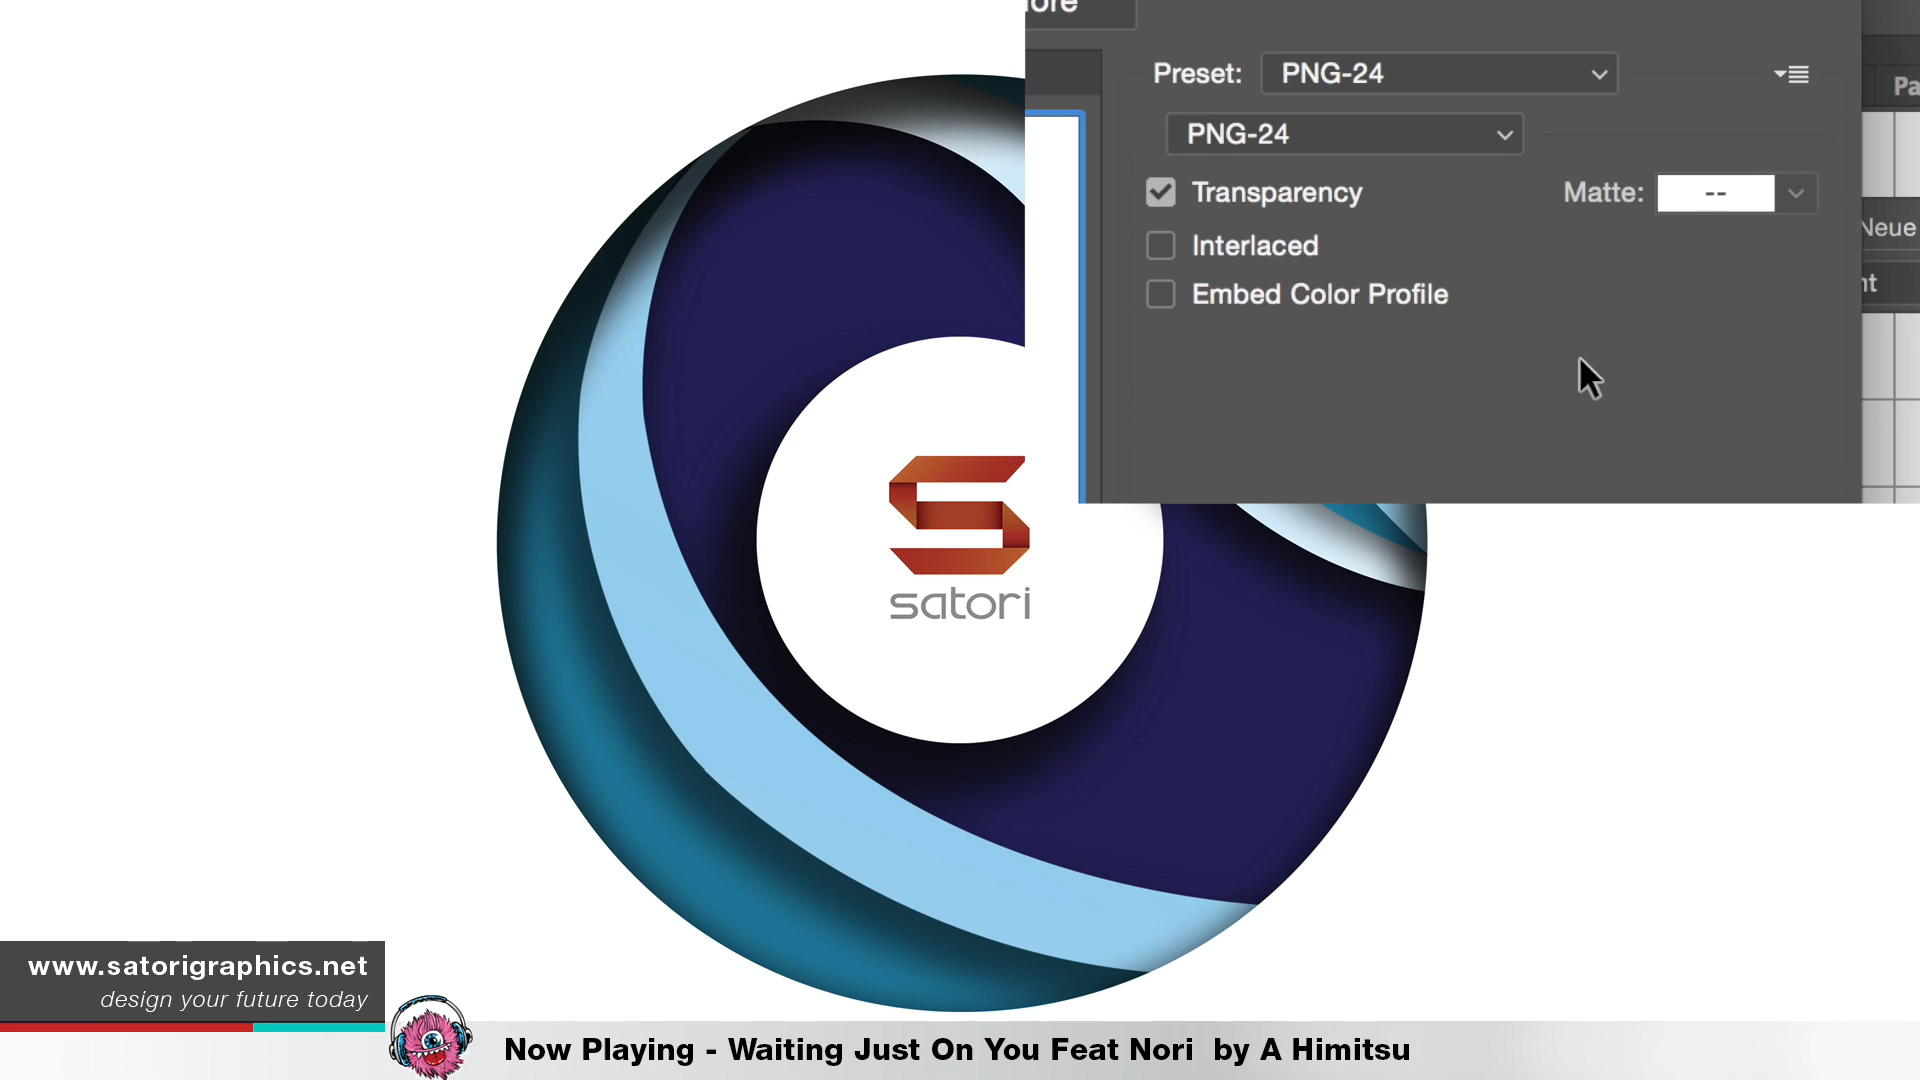 Preset: PNG-24
PNG-24
Transparency
Matte: --
Interlaced
Embed Color Profile
Neue
satori
www.satorigraphics.net
design your future today
Now Playing - Waiting Just On You Feat Nori by A Himitsu